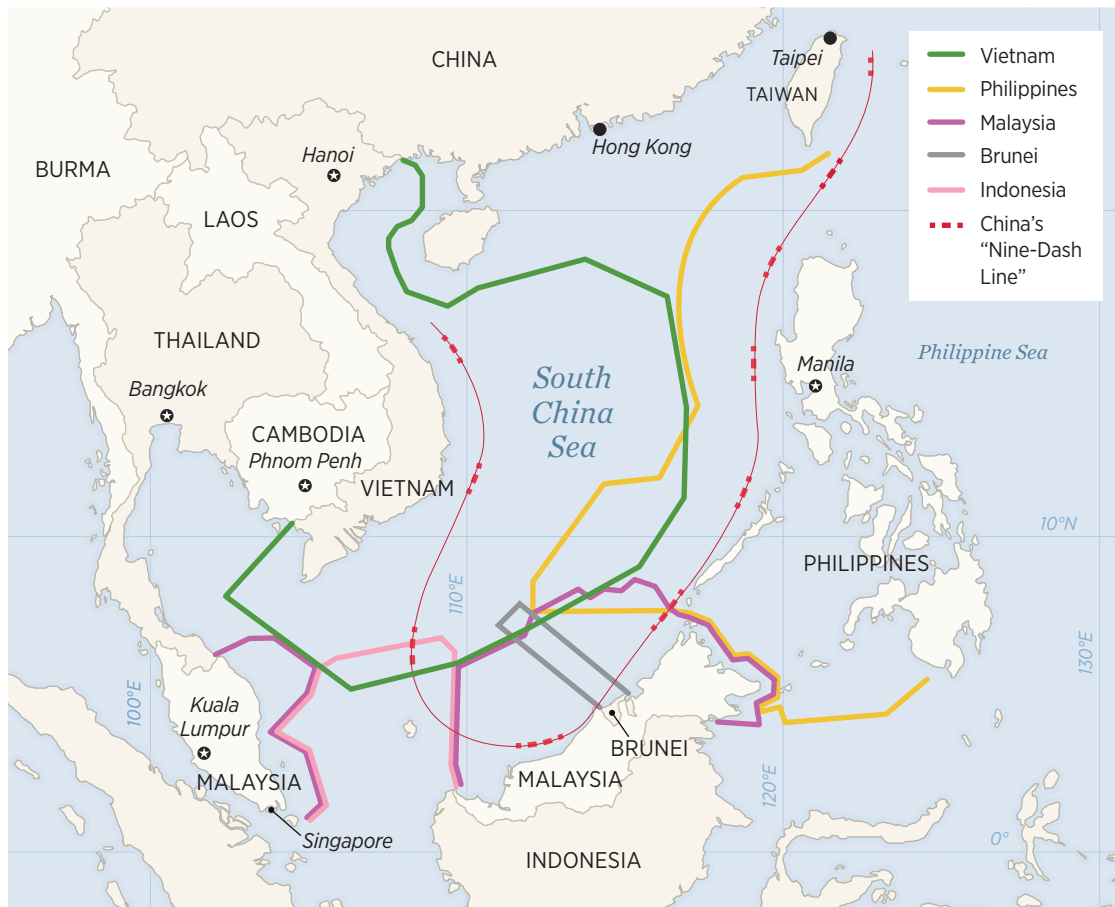 CHINA
Taipei
TAIWAN
Hong Kong
Hanoi
BURMA
LAOS
THAILAND
Bangkok
CAMBODIA
Phnom Penh
VIETNAM
South
China
Sea
Manila
Philippine Sea
10°N
PHILIPPINES
110°E
130°E
100°E
120°E
0°
Kuala
Lumpur
MALAYSIA
Singapore
BRUNEI
MALAYSIA
INDONESIA
Vietnam
Philippines
Malaysia
Brunei
Indonesia
China's
“Nine-Dash
Line”